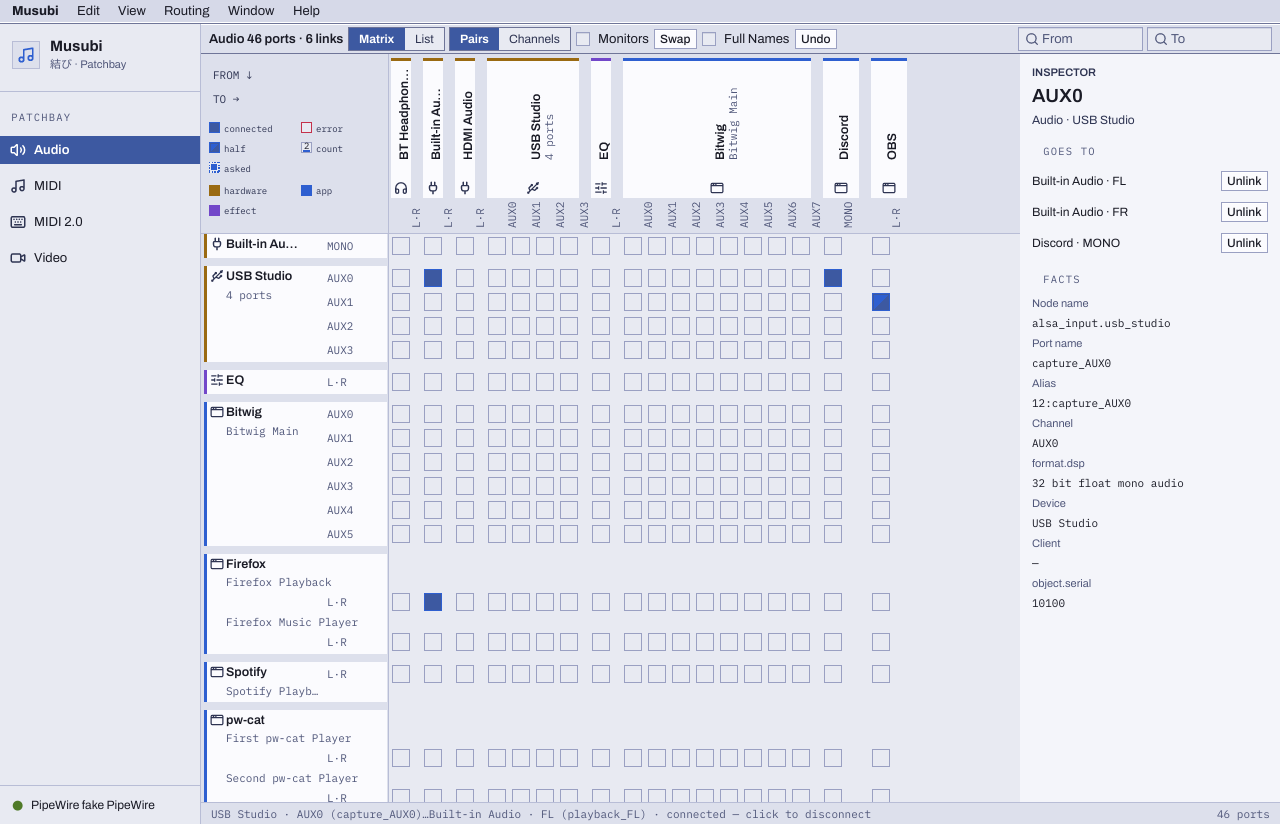 Musubi Edit View Routing Window Help
Musubi
結び · Patchbay
PATCHBAY
Audio
MIDI
MIDI 2.0
Video
PipeWire fake PipeWire
Audio 46 ports · 6 links Matrix List Pairs Channels Monitors Swap Full Names Undo From To
FROM ↓
TO →
connected error
half 2 count
asked
hardware app
effect
BT Headphon…
Built-in Au…
HDMI Audio
USB Studio
4 ports
EQ
Bitwig
Bitwig Main
Discord
OBS
L·R L·R L·R AUX0 AUX1 AUX2 AUX3 L·R AUX0 AUX1 AUX2 AUX3 AUX4 AUX5 AUX6 AUX7 MONO L·R
Built-in Au… MONO
USB Studio AUX0
4 ports
AUX1
AUX2
AUX3
EQ L·R
Bitwig AUX0
Bitwig Main
AUX1
AUX2
AUX3
AUX4
AUX5
Firefox
Firefox Playback
L·R
Firefox Music Player
L·R
Spotify L·R
Spotify Playb…
pw-cat
First pw-cat Player
L·R
Second pw-cat Player
L·R
INSPECTOR
AUX0
Audio · USB Studio
GOES TO
Built-in Audio · FL Unlink
Built-in Audio · FR Unlink
Discord · MONO Unlink
FACTS
Node name
alsa_input.usb_studio
Port name
capture_AUX0
Alias
12:capture_AUX0
Channel
AUX0
format.dsp
32 bit float mono audio
Device
USB Studio
Client
—
object.serial
10100
USB Studio · AUX0 (capture_AUX0)…Built-in Audio · FL (playback_FL) · connected — click to disconnect 46 ports